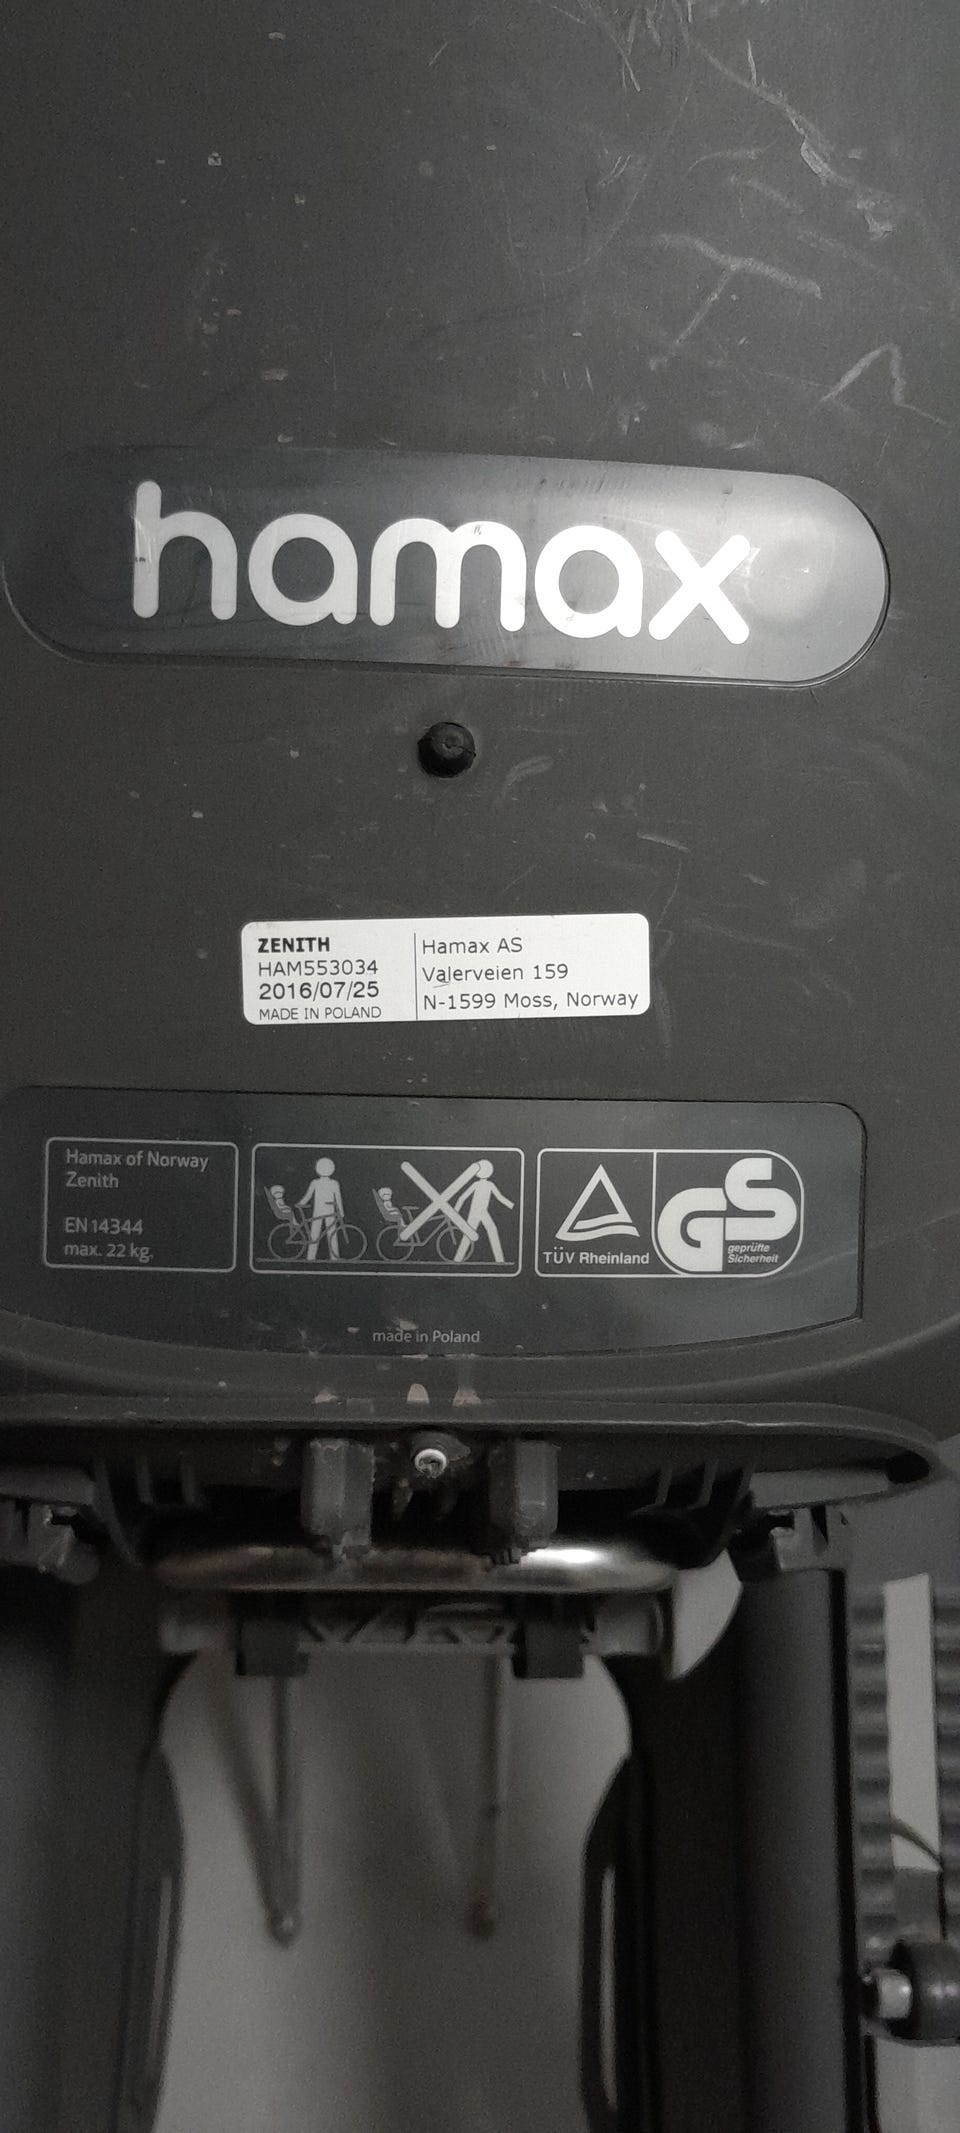 hamax
ZENITH
HAM553034
2016/07/25
MADE IN POLAND
Hamax AS
Valerveien 159
N-1599 Moss, Norway
Hamax of Norway
Zenith
EN 14344
max. 22 kg.
TÜV Rheinland
GS
geprüfte
Sicherheit
made in Poland